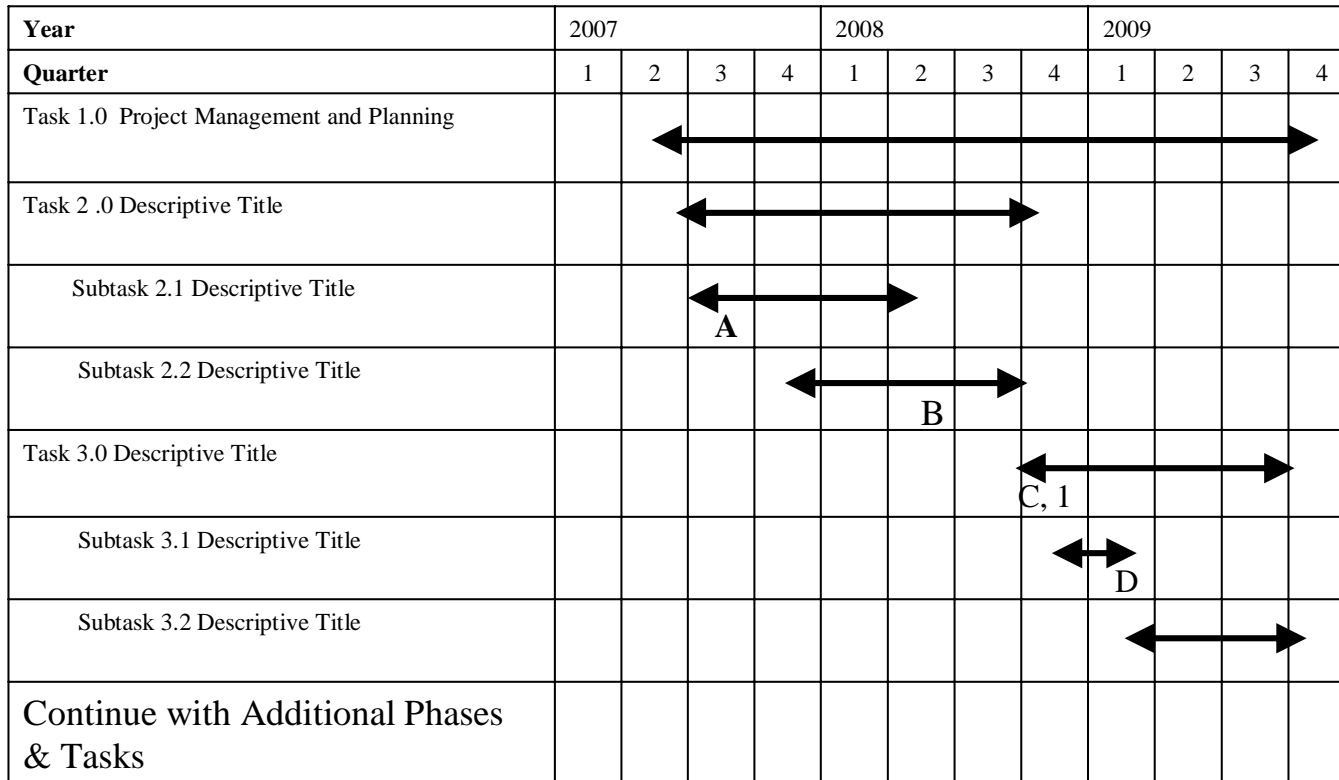 Year 2007 2008 2009
Quarter 1 2 3 4 1 2 3 4 1 2 3 4
Task 1.0 Project Management and Planning
Task 2 .0 Descriptive Title
Subtask 2.1 Descriptive Title
A
Subtask 2.2 Descriptive Title
B
Task 3.0 Descriptive Title
C, 1
Subtask 3.1 Descriptive Title
D
Subtask 3.2 Descriptive Title
Continue with Additional Phases
& Tasks